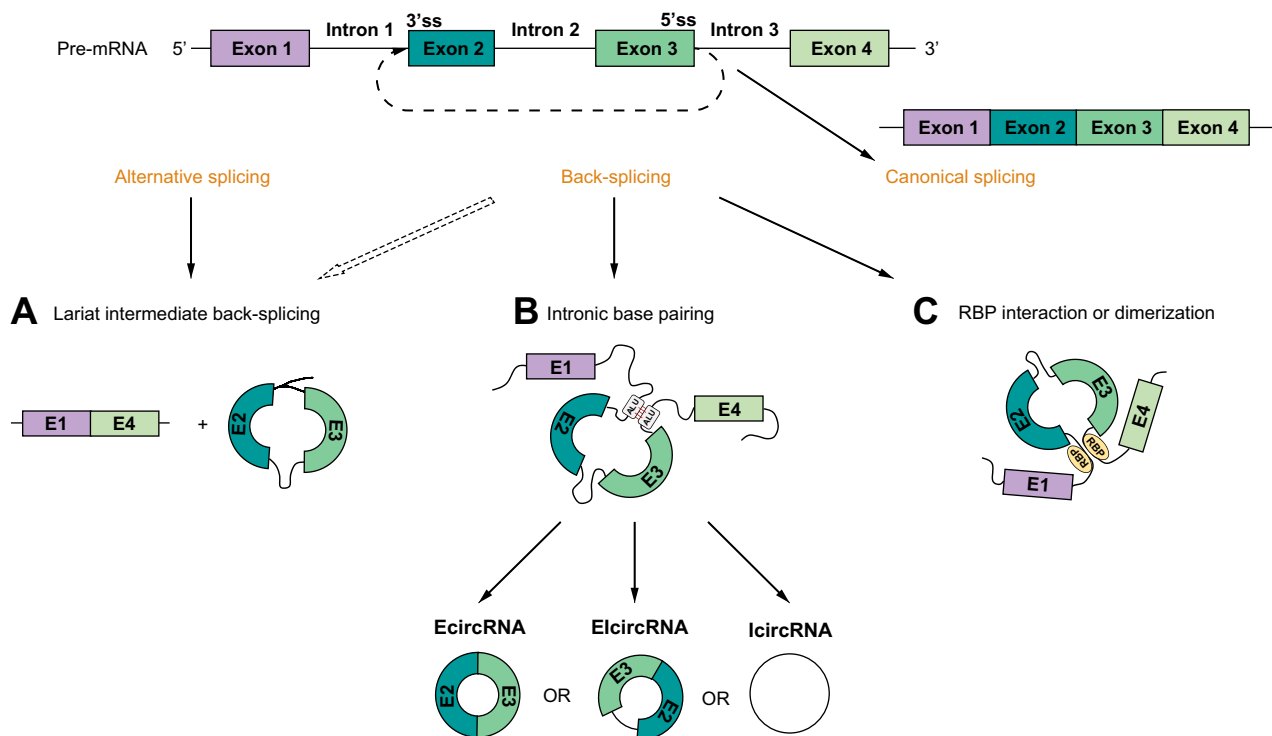 3'ss
5'ss
Intron 1
Intron 2
Intron 3
Pre-mRNA
5'
Exon 1
Exon 2
Exon 3
Exon 4
3'
Exon 1
Exon 2
Exon 3
Exon 4
Alternative splicing
Back-splicing
Canonical splicing
A
Lariat intermediate back-splicing
B
Intronic base pairing
C
RBP interaction or dimerization
E1
E4
+
E2
E3
E1
ALU
ALU
E4
E2
E3
E3
E2
E4
RBP
RBP
E1
EcircRNA
EIcircRNA
IcircRNA
E2
E3
OR
E3
E2
OR